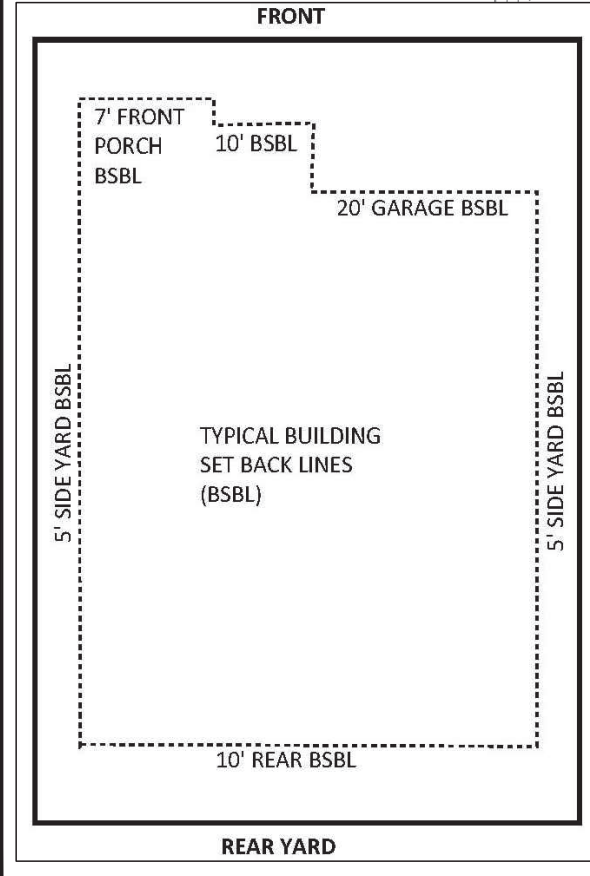 FRONT
7' FRONT
PORCH
BSBL
10' BSBL
20' GARAGE BSBL
5' SIDE YARD BSBL
TYPICAL BUILDING
SET BACK LINES
(BSBL)
5' SIDE YARD BSBL
10' REAR BSBL
REAR YARD